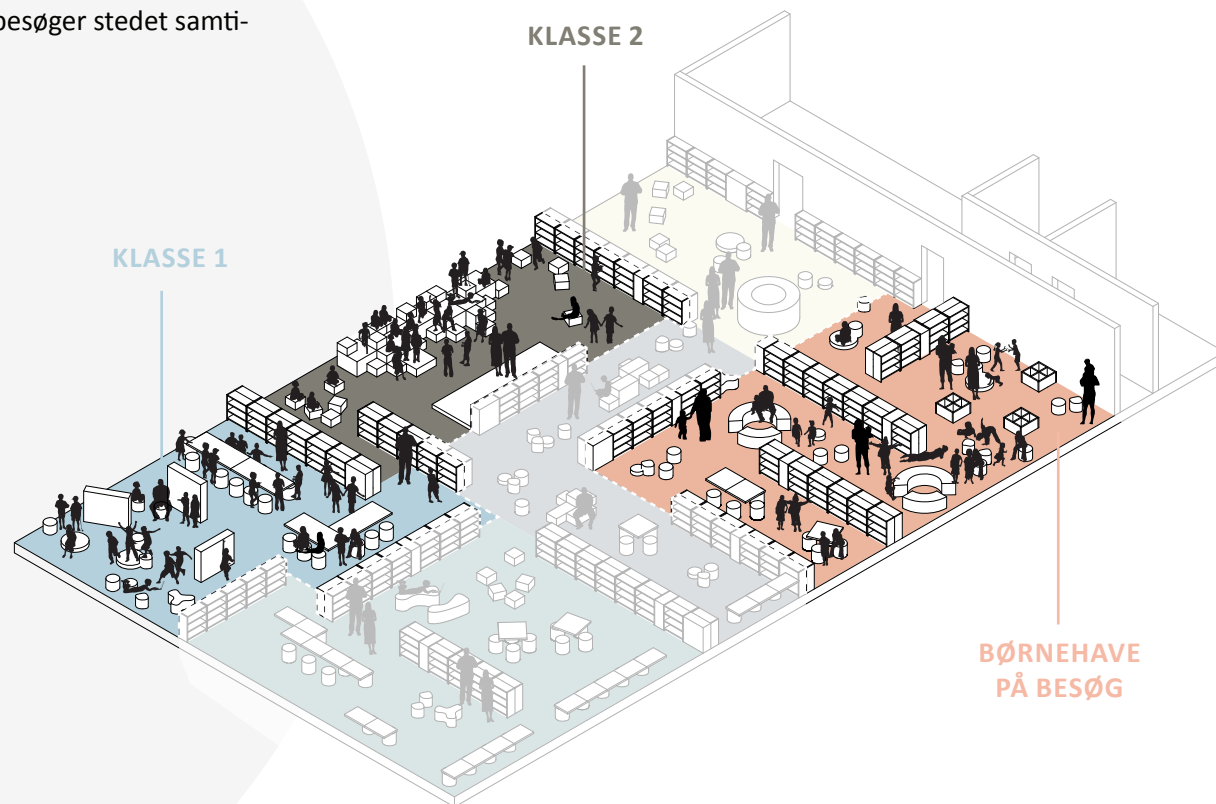 besøger stedet samti-
KLASSE 2
KLASSE 1
BØRNEHAVE
PÅ BESØG